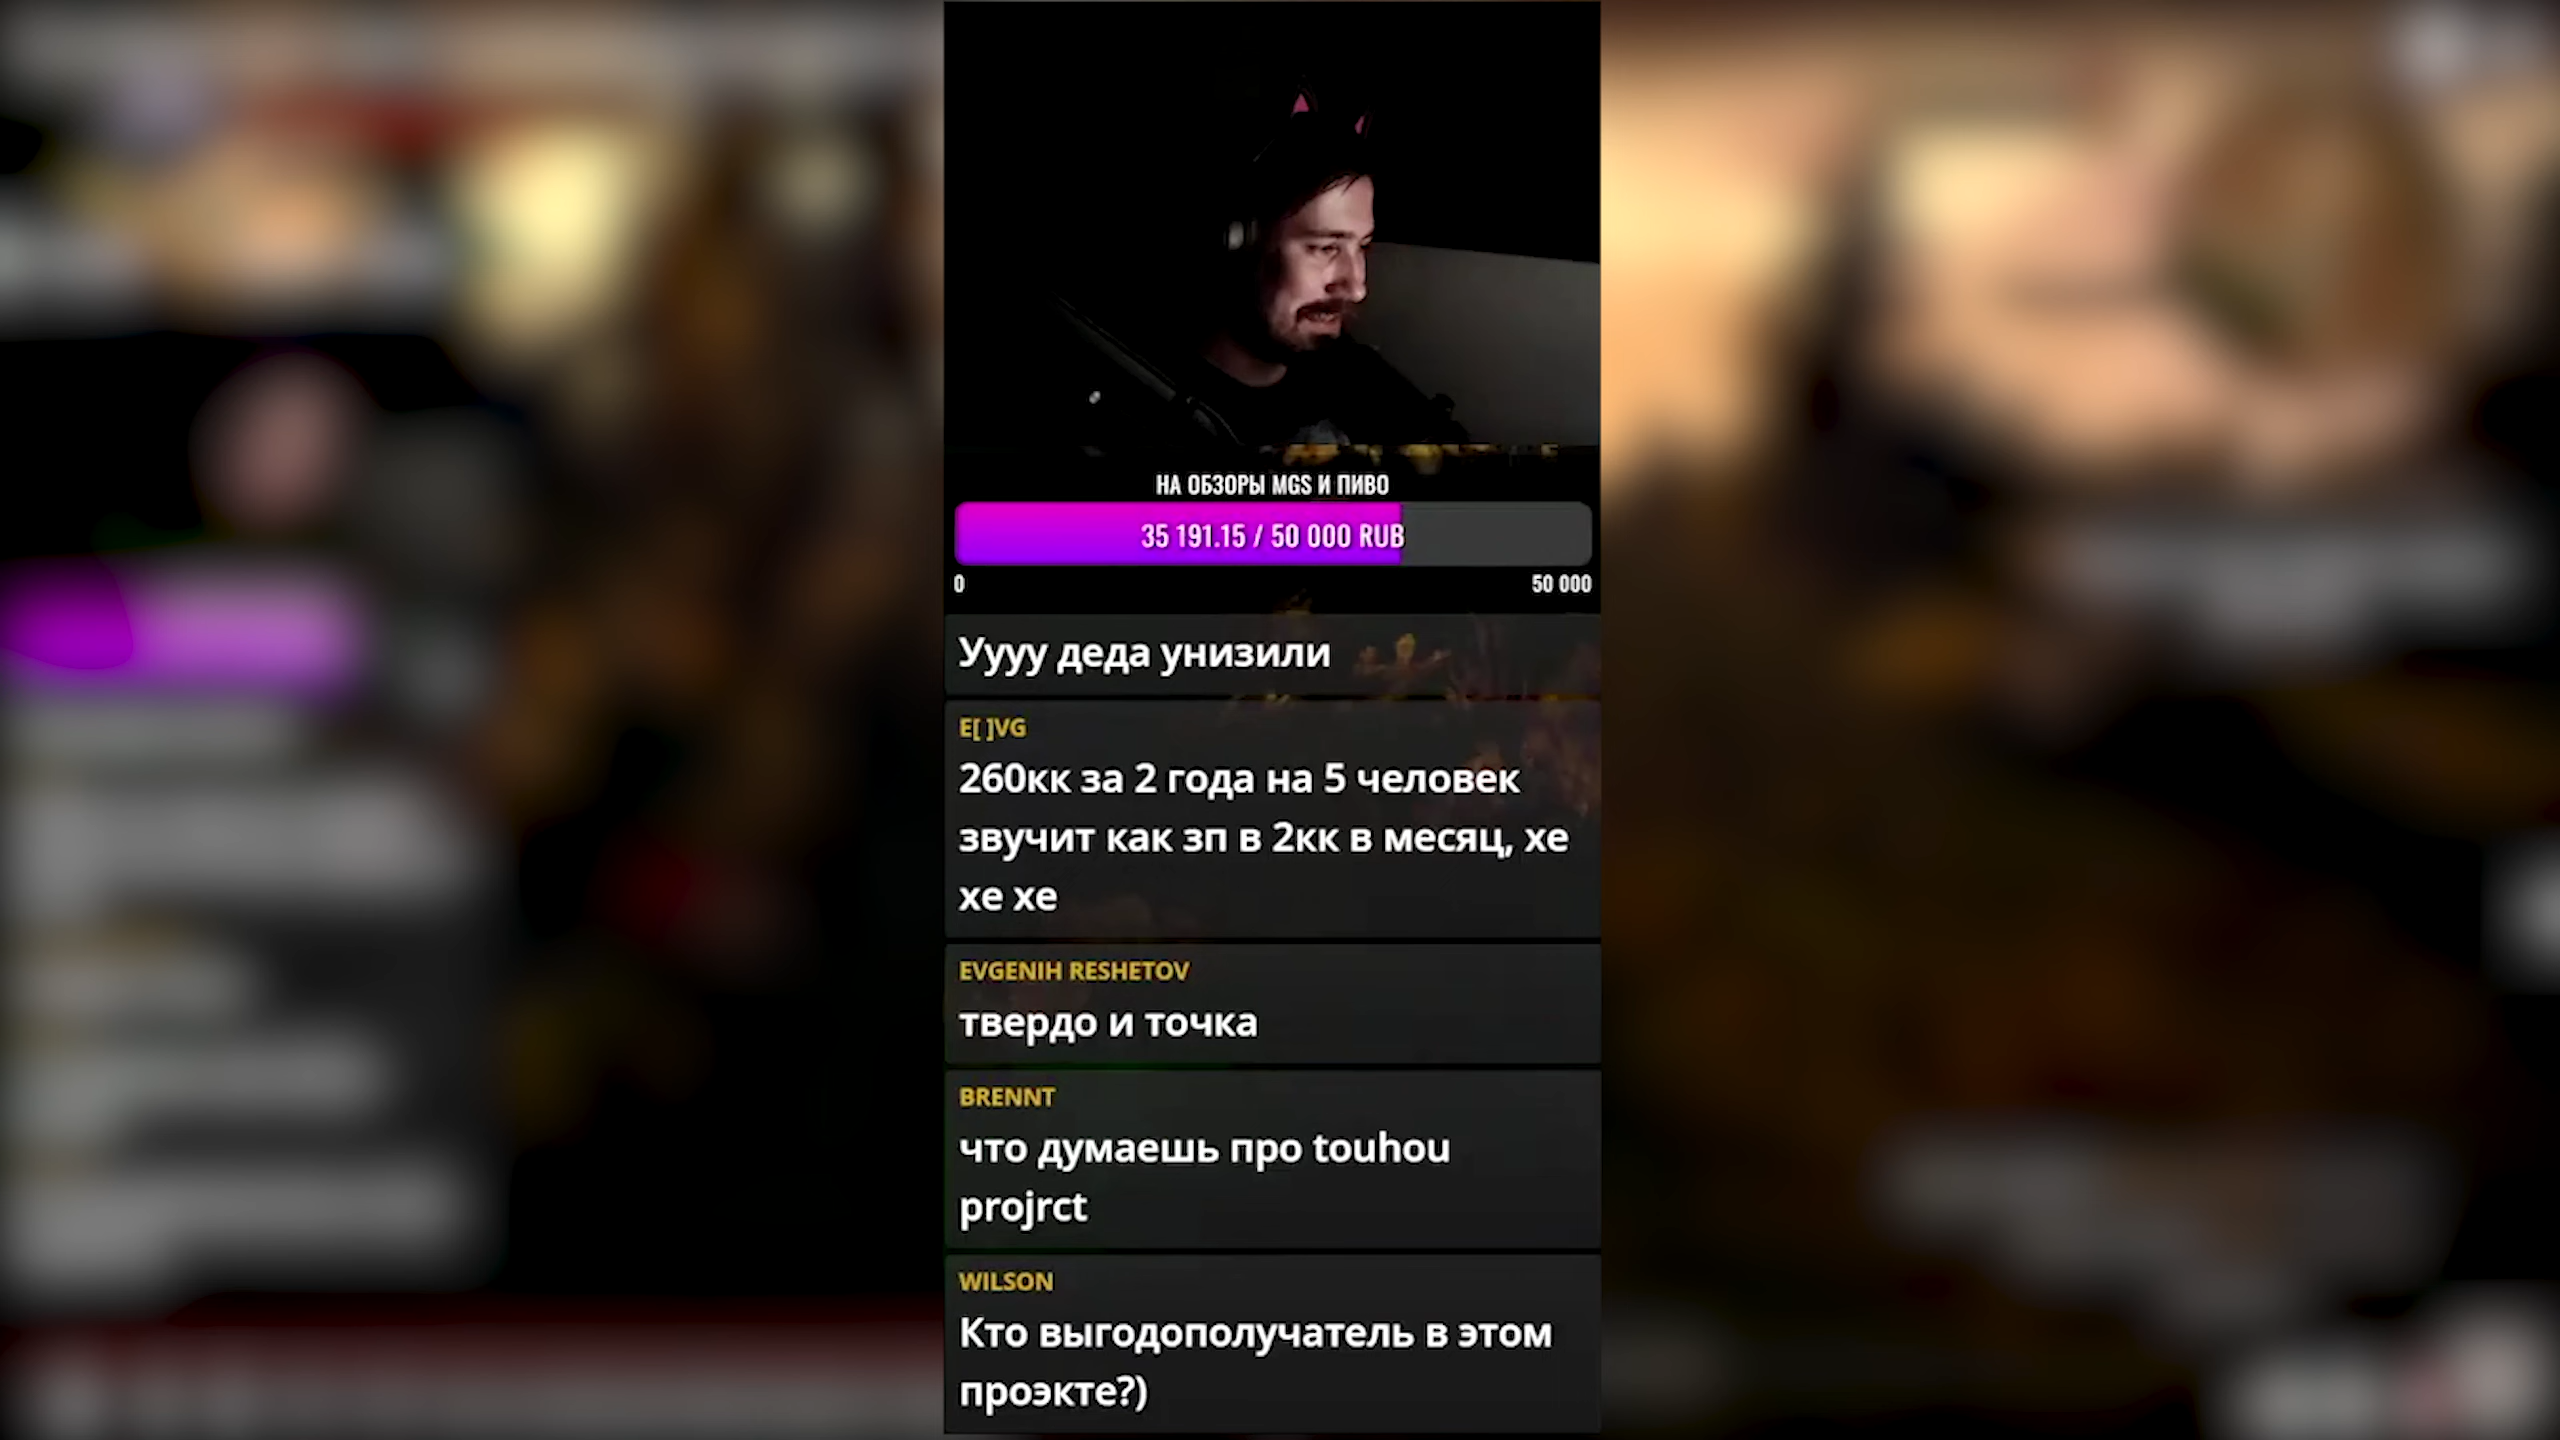 НА ОБЗОРЫ MGS И ПИВО
35 191.15 / 50 000 RUB
0
50 000
Уууу деда унизили
E[ ]VG
260кк за 2 года на 5 человек
звучит как зп в 2кк в месяц, хе
хе хе
EVGENIH RESHETOV
твердо и точка
BRENNT
что думаешь про touhou
projrct
WILSON
Кто выгодополучатель в этом
проэкте?)